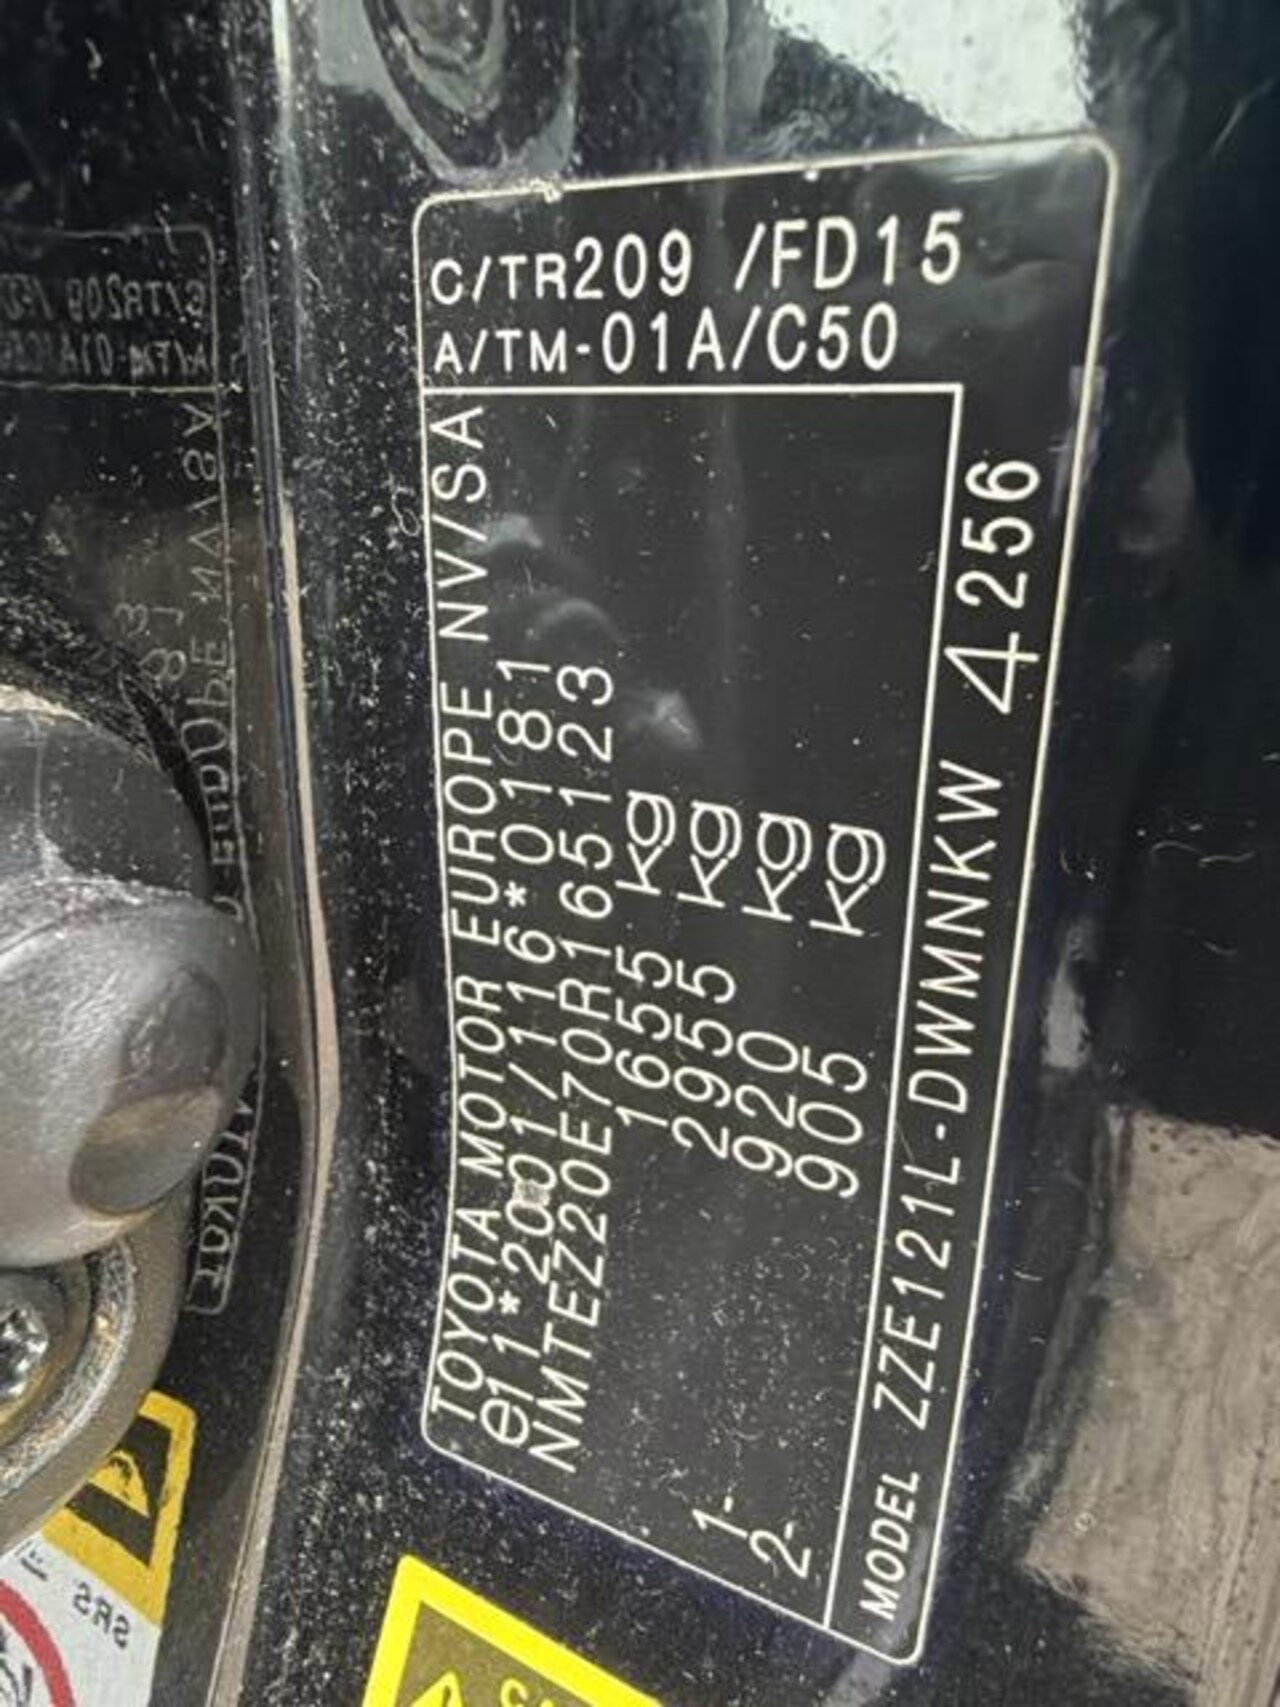 C/TR209 /FD15
A/TM-01A/C50
TOYOTA MOTOR EUROPE NV/SA
e11*2001/116*0181
NMTEZ20E70R165123
1655 kg
2955 kg
1- 920 kg
2- 905 kg
MODEL ZZE121L-DWMNKW 4256
SRS